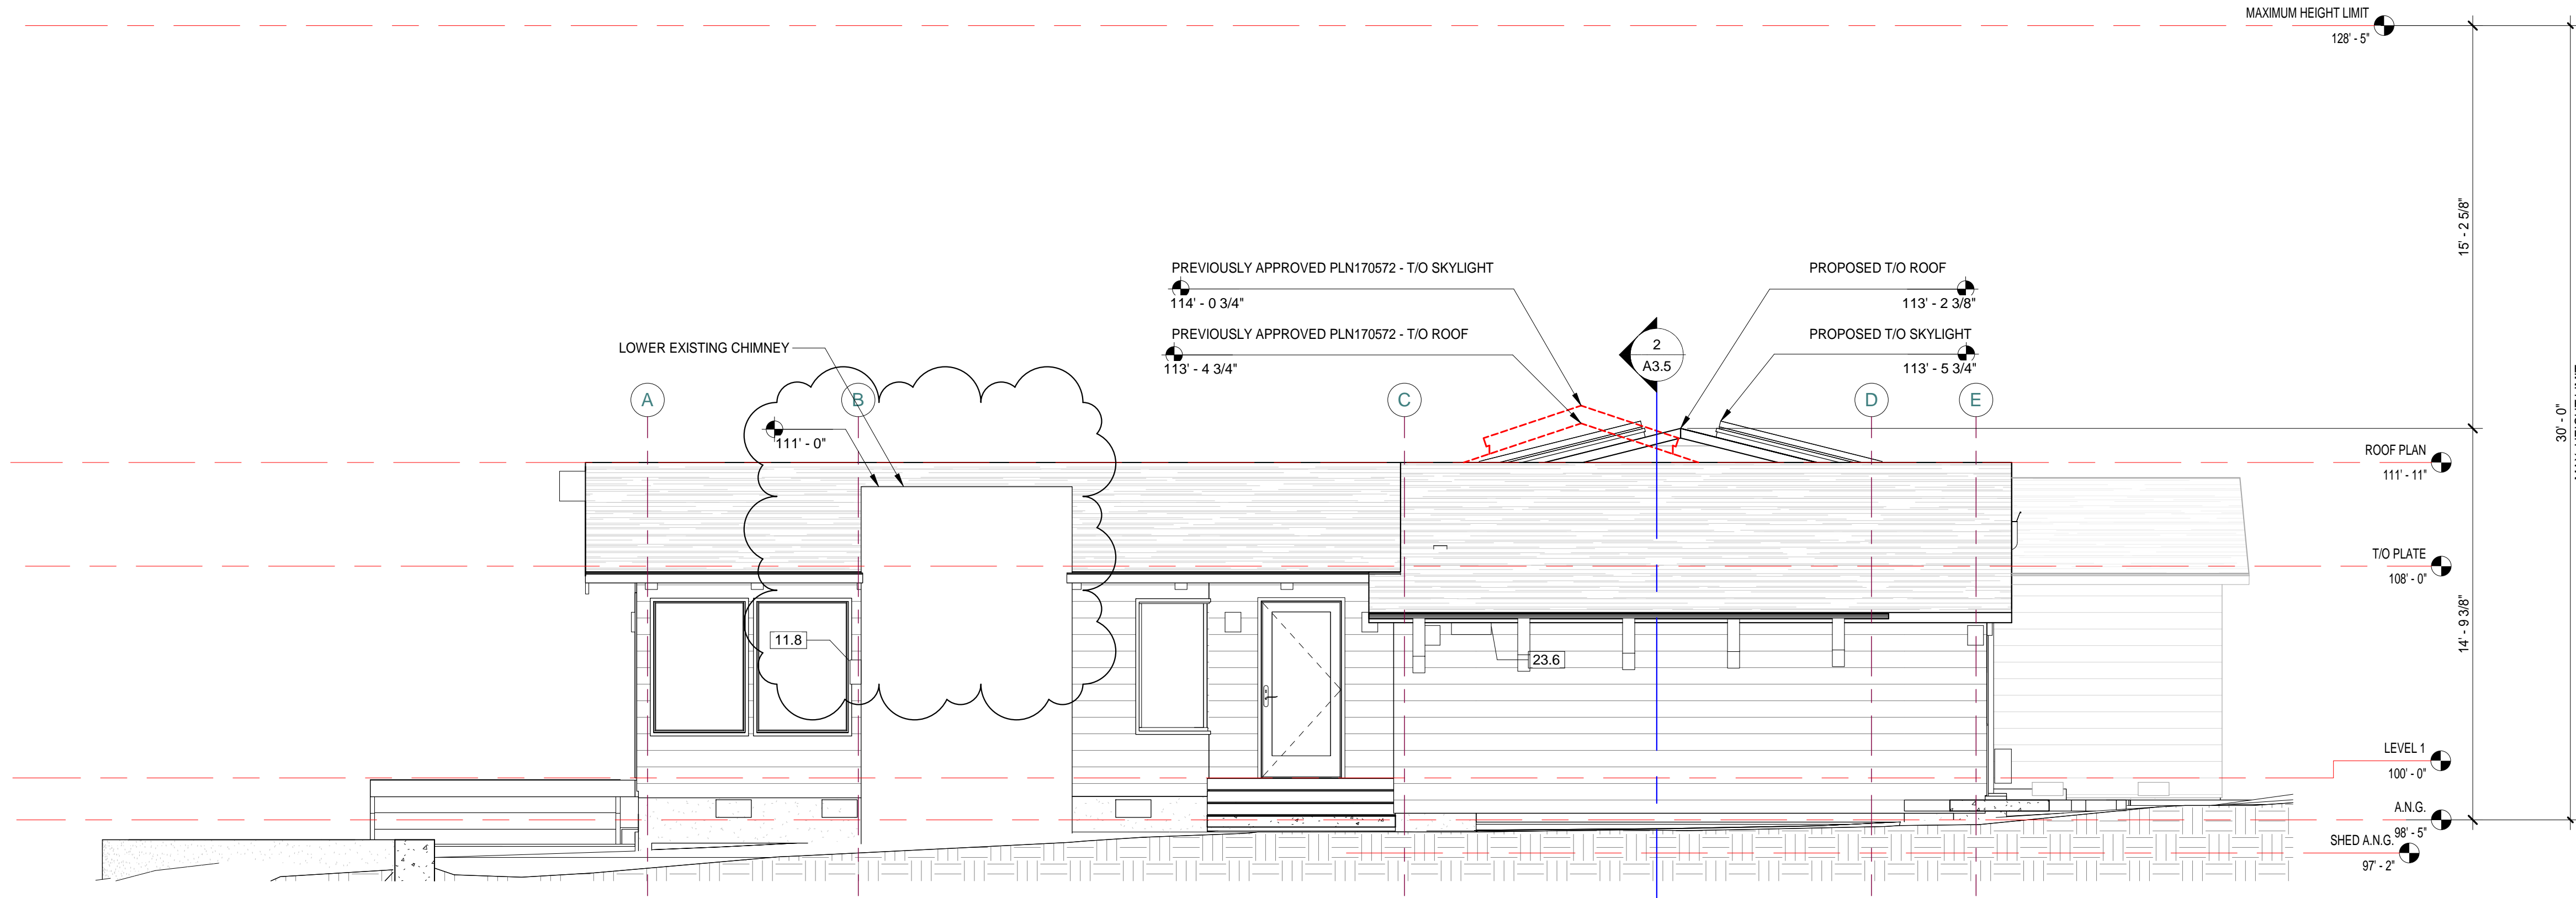 MAXIMUM HEIGHT LIMIT
128' - 5"
15' - 2 5/8"
30' - 0"
PREVIOUSLY APPROVED PLN170572 - T/O SKYLIGHT
114' - 0 3/4"
PROPOSED T/O ROOF
113' - 2 3/8"
PREVIOUSLY APPROVED PLN170572 - T/O ROOF
113' - 4 3/4"
2
A3.5
PROPOSED T/O SKYLIGHT
113' - 5 3/4"
LOWER EXISTING CHIMNEY
A
B
C
D
E
111' - 0"
ROOF PLAN
111' - 11"
T/O PLATE
108' - 0"
14' - 9 3/8"
11.8
23.6
LEVEL 1
100' - 0"
A.N.G.
98' - 5"
SHED A.N.G.
97' - 2"